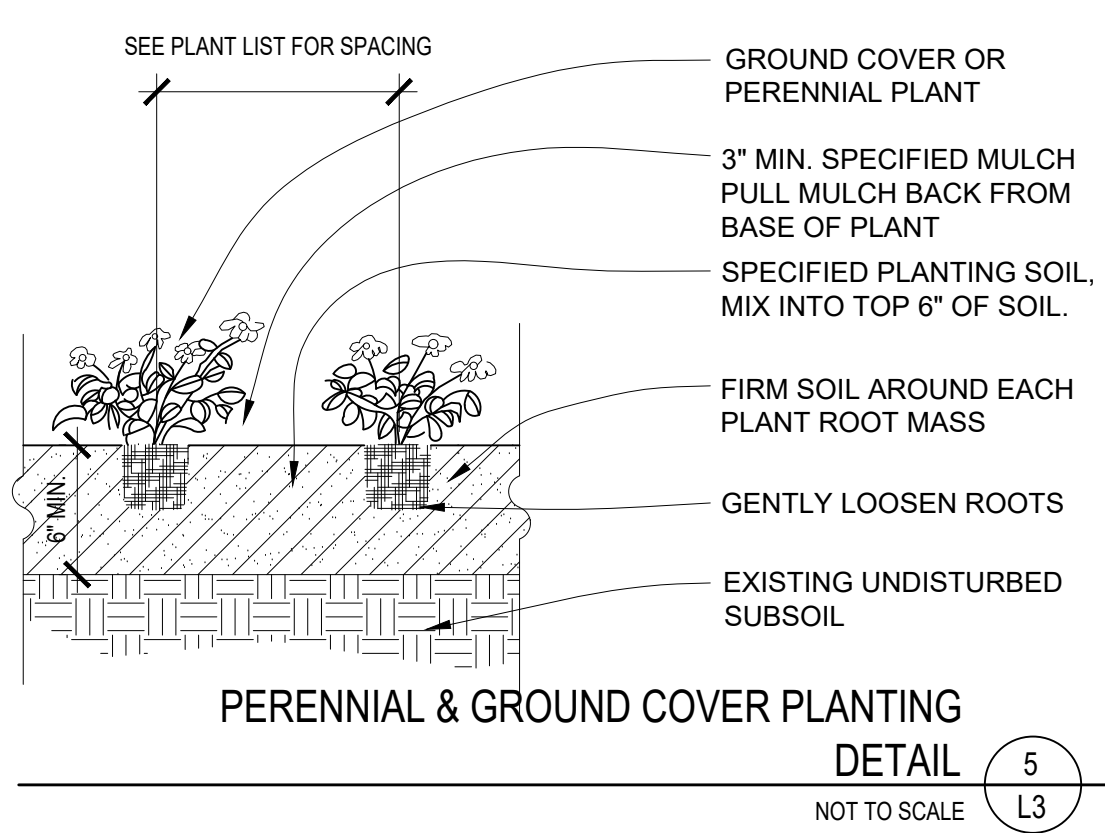 SEE PLANT LIST FOR SPACING
GROUND COVER OR
PERENNIAL PLANT
3" MIN. SPECIFIED MULCH
PULL MULCH BACK FROM
BASE OF PLANT
SPECIFIED PLANTING SOIL,
MIX INTO TOP 6" OF SOIL.
FIRM SOIL AROUND EACH
PLANT ROOT MASS
6" MIN.
GENTLY LOOSEN ROOTS
EXISTING UNDISTURBED
SUBSOIL
PERENNIAL & GROUND COVER PLANTING
DETAIL
5
NOT TO SCALE
L3